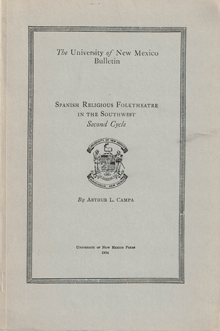 The University of New Mexico
Bulletin
SPANISH RELIGIOUS FOLKTHEATRE
IN THE SOUTHWEST
Second Cycle
By ARTHUR L. CAMPA
UNIVERSITY OF NEW MEXICO PRESS